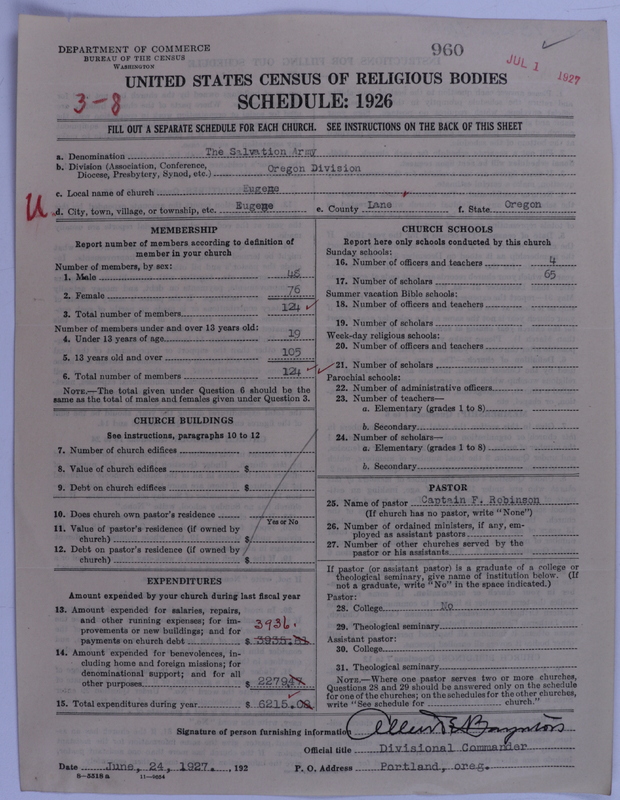 DEPARTMENT OF COMMERCE
BUREAU OF THE CENSUS
WASHINGTON
960
JUL 1 1927
UNITED STATES CENSUS OF RELIGIOUS BODIES
3-8
SCHEDULE: 1926
FILL OUT A SEPARATE SCHEDULE FOR EACH CHURCH. SEE INSTRUCTIONS ON THE BACK OF THIS SHEET
a. Denomination The Salvation Army
b. Division (Association, Conference, Diocese, Presbytery, Synod, etc.) Oregon Division
c. Local name of church Eugene
d. City, town, village, or township, etc. Eugene e. County Lane f. State Oregon
MEMBERSHIP
Report number of members according to definition of
member in your church
Number of members, by sex:
1. Male 48
2. Female 76
3. Total number of members 124
Number of members under and over 13 years old:
4. Under 13 years of age 19
5. 13 years old and over 105
6. Total number of members 124
NOTE.—The total given under Question 6 should be the
same as the total of males and females given under Question 3.
CHURCH BUILDINGS
See instructions, paragraphs 10 to 12
7. Number of church edifices
8. Value of church edifices $
9. Debt on church edifices $
10. Does church own pastor's residence?
Yes or No
11. Value of pastor's residence (if owned by
church) $
12. Debt on pastor's residence (if owned by
church) $
EXPENDITURES
Amount expended by your church during last fiscal year
13. Amount expended for salaries, repairs,
and other running expenses; for im-
provements or new buildings; and for
payments on church debt $ 3935.81
3936.
14. Amount expended for benevolences, in-
cluding home and foreign missions; for
denominational support; and for all
other purposes $ 2279
15. Total expenditures during year $ 6215.
CHURCH SCHOOLS
Report here only schools conducted by this church
Sunday schools:
16. Number of officers and teachers 4
17. Number of scholars 65
Summer vacation Bible schools:
18. Number of officers and teachers
19. Number of scholars
Week-day religious schools:
20. Number of officers and teachers
21. Number of scholars
Parochial schools:
22. Number of administrative officers
23. Number of teachers—
a. Elementary (grades 1 to 8)
b. Secondary
24. Number of scholars—
a. Elementary (grades 1 to 8)
b. Secondary
PASTOR
25. Name of pastor Captain F. Robinson
(If church has no pastor, write "None")
26. Number of ordained ministers, if any, em-
ployed as assistant pastors
27. Number of other churches served by the
pastor or his assistants
If pastor (or assistant pastor) is a graduate of a college or
theological seminary, give name of institution below. (If
not a graduate, write "No" in the space indicated.)
Pastor:
28. College No
29. Theological seminary
Assistant pastor:
30. College
31. Theological seminary
NOTE.—Where one pastor serves two or more churches,
Questions 28 and 29 should be answered only on the schedule
for one of the churches; on the schedules for the other churches,
write "See schedule for church."
Signature of person furnishing information
Official title Divisional Commander
Date June, 24, 1927. , 192 P. O. Address Portland, oreg.
8—5518 a 11—8034